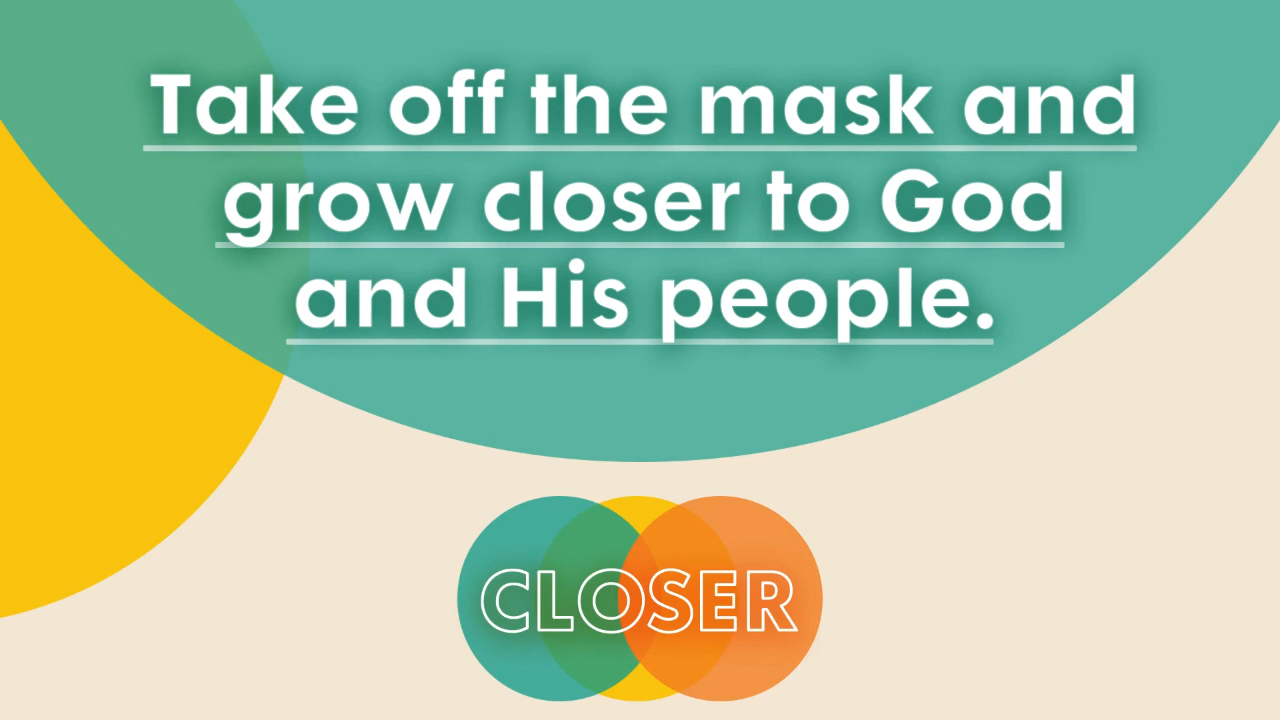 Take off the mask and
grow closer to God
and His people.
CLOSER